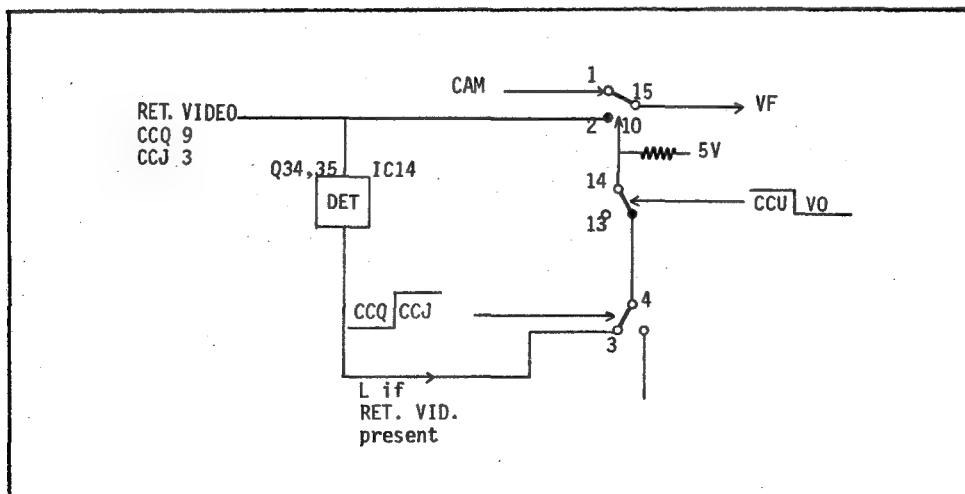 CAM
1
15
VF
RET. VIDEO
CCQ 9
CCJ 3
2
10
5V
Q34,35
IC14
DET
14
13
CCU VO
CCQ CCJ
4
3
L if
RET. VID.
present